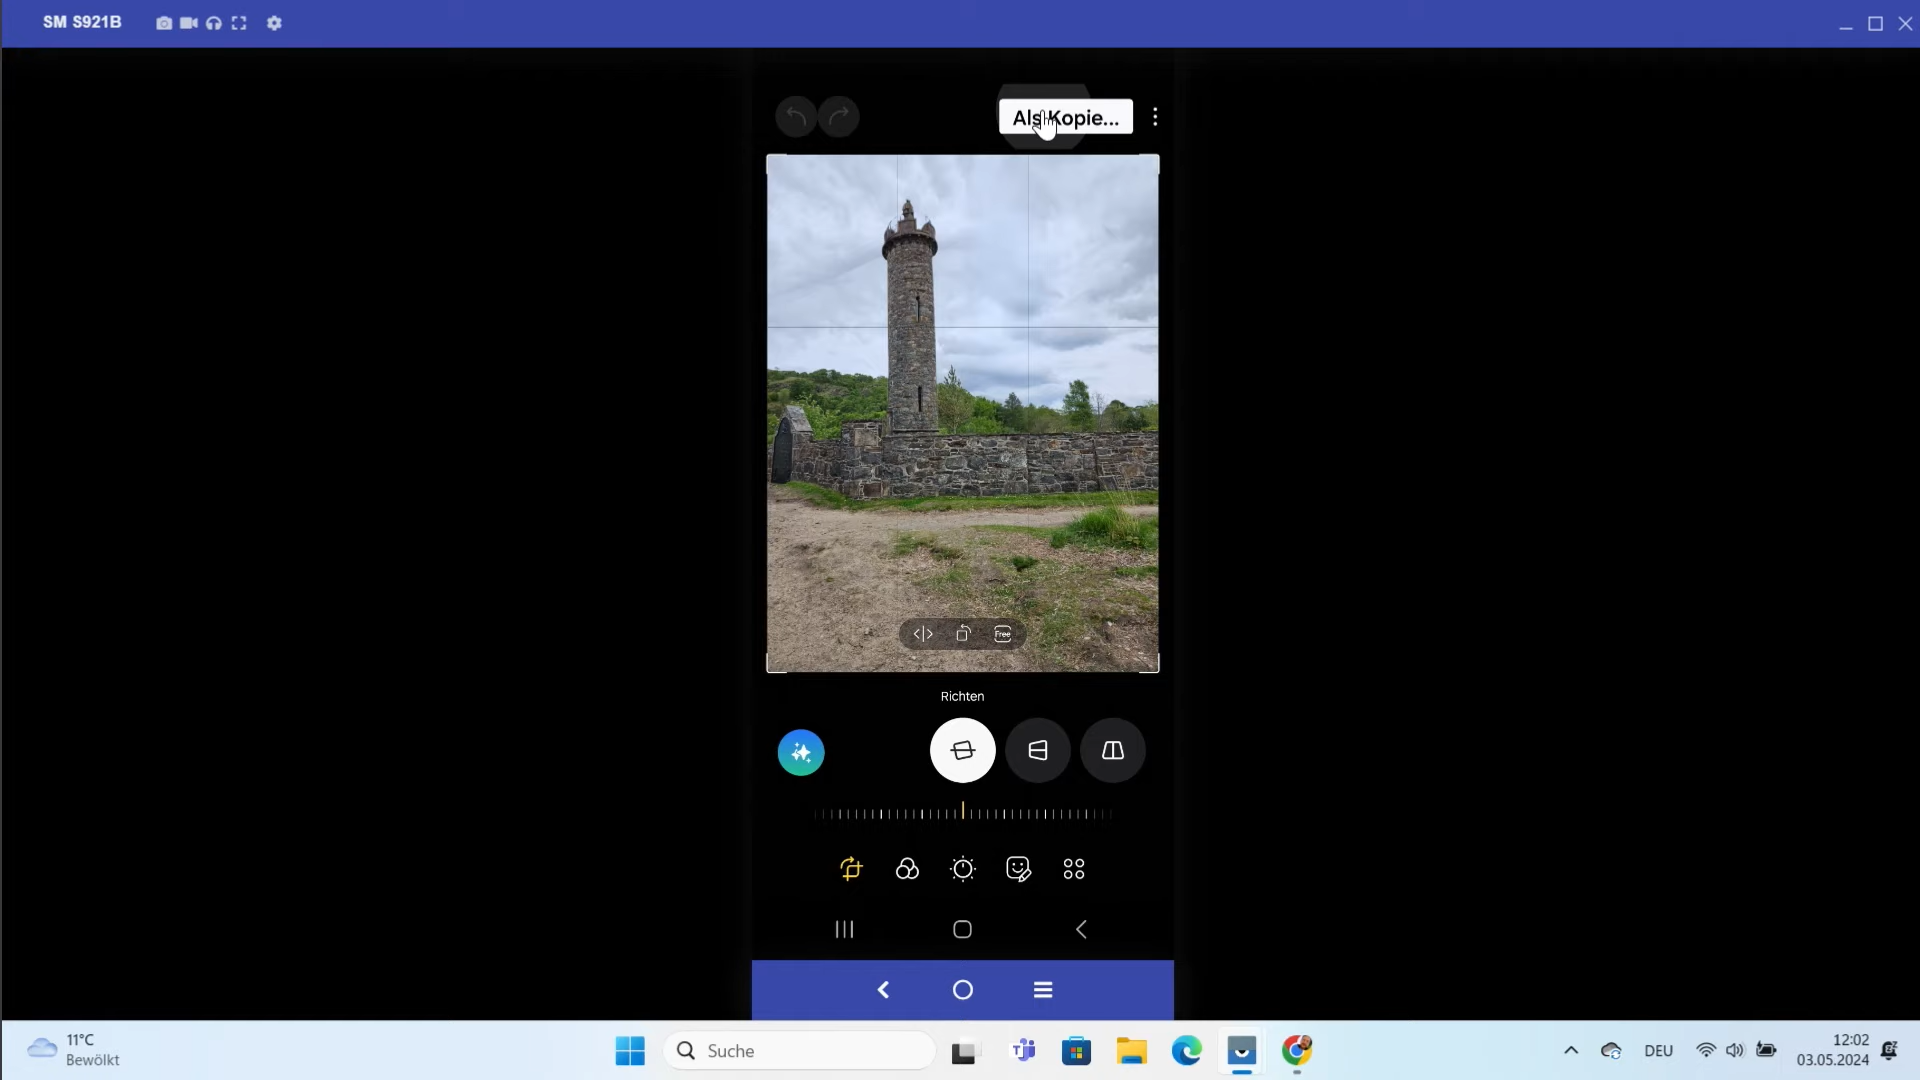 SM S921B
Als Kopie...
Free
Richten
11°C
Bewölkt
Suche
DEU
12:02
03.05.2024